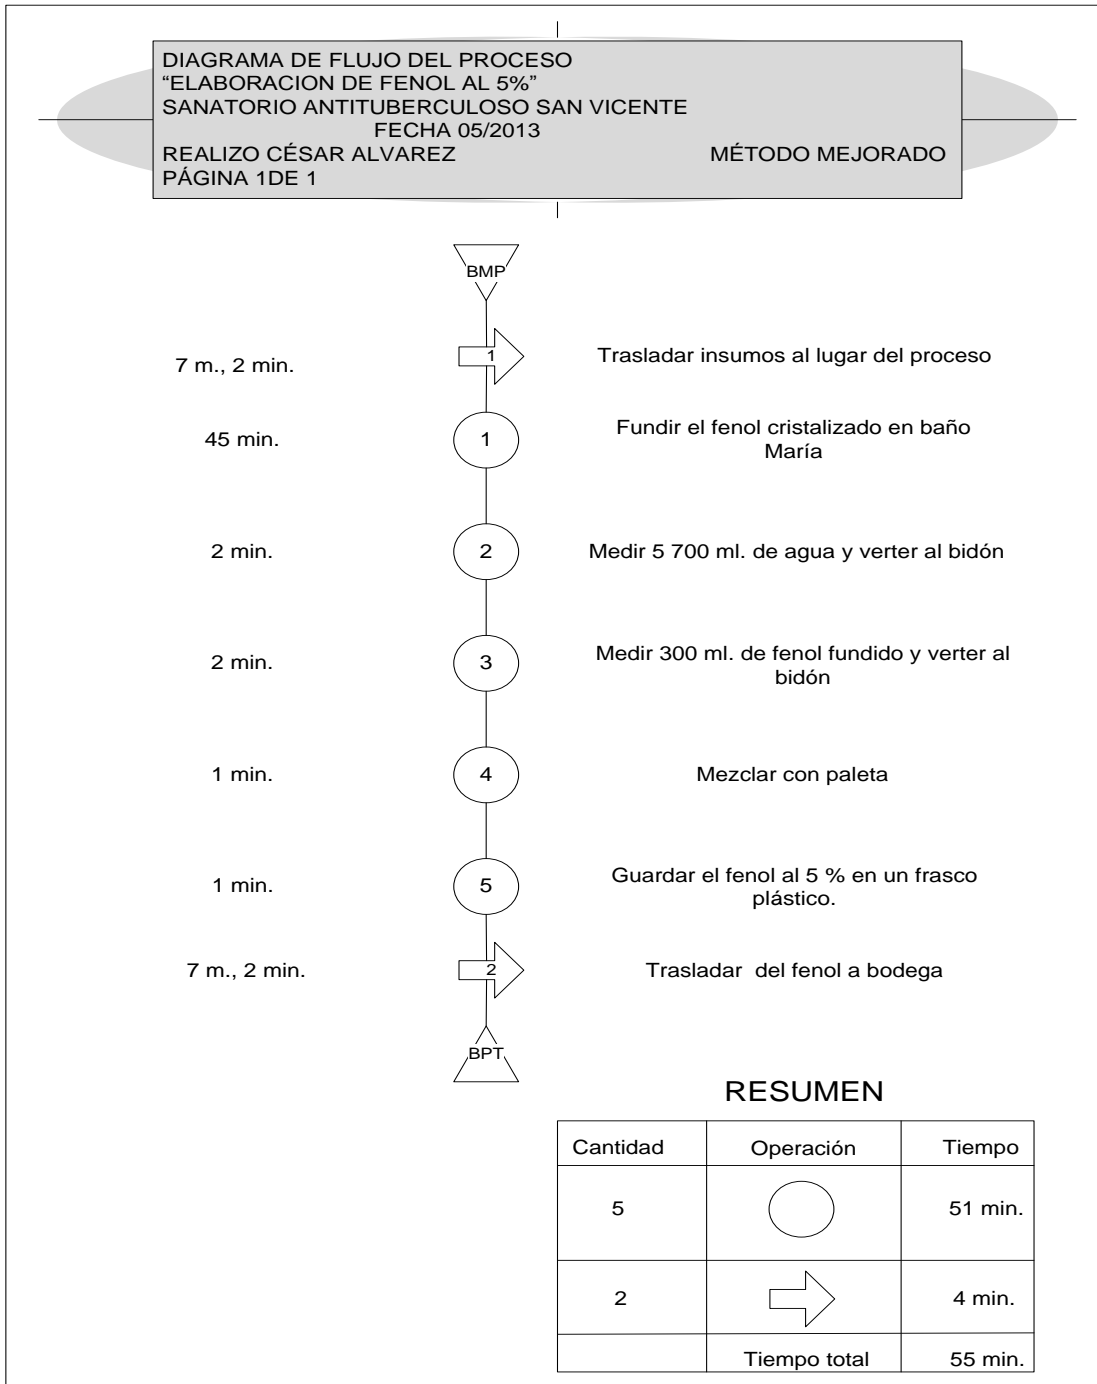 DIAGRAMA DE FLUJO DEL PROCESO
“ELABORACION DE FENOL AL 5%”
SANATORIO ANTITUBERCULOSO SAN VICENTE
FECHA 05/2013
REALIZO CÉSAR ALVAREZ MÉTODO MEJORADO
PÁGINA 1DE 1
BMP
7 m., 2 min. 1 Trasladar insumos al lugar del proceso
45 min. 1 Fundir el fenol cristalizado en baño
María
2 min. 2 Medir 5 700 ml. de agua y verter al bidón
2 min. 3 Medir 300 ml. de fenol fundido y verter al
bidón
1 min. 4 Mezclar con paleta
1 min. 5 Guardar el fenol al 5 % en un frasco
plástico.
7 m., 2 min. 2 Trasladar del fenol a bodega
BPT
RESUMEN
Cantidad Operación Tiempo
5 51 min.
2 4 min.
Tiempo total 55 min.